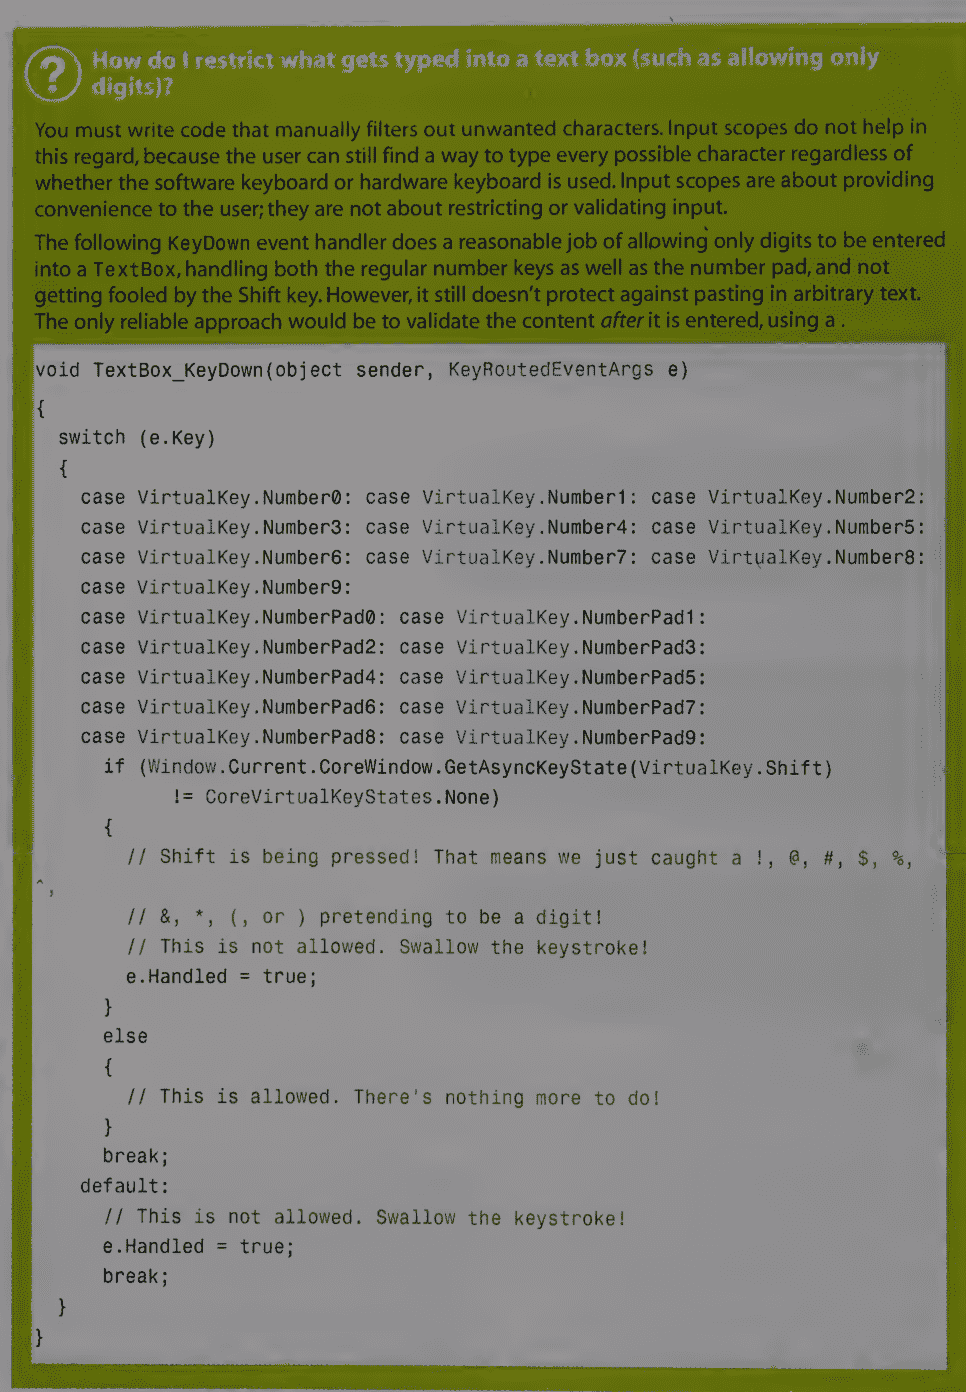 How do I restrict what gets typed into a text box (such as allowing only
digits)?
You must write code that manually filters out unwanted characters. Input scopes do not help in
this regard, because the user can still find a way to type every possible character regardless of
whether the software keyboard or hardware keyboard is used. Input scopes are about providing
convenience to the user; they are not about restricting or validating input.
The following KeyDown event handler does a reasonable job of allowing only digits to be entered
into a TextBox, handling both the regular number keys as well as the number pad, and not
getting fooled by the Shift key. However, it still doesn't protect against pasting in arbitrary text.
The only reliable approach would be to validate the content after it is entered, using a .
void TextBox_KeyDown(object sender, KeyRoutedEventArgs e)
{
  switch (e.Key)
  {
    case VirtualKey.Number0: case VirtualKey.Number1: case VirtualKey.Number2:
    case VirtualKey.Number3: case VirtualKey.Number4: case VirtualKey.Number5:
    case VirtualKey.Number6: case VirtualKey.Number7: case VirtualKey.Number8:
    case VirtualKey.Number9:
    case VirtualKey.NumberPad0: case VirtualKey.NumberPad1:
    case VirtualKey.NumberPad2: case VirtualKey.NumberPad3:
    case VirtualKey.NumberPad4: case VirtualKey.NumberPad5:
    case VirtualKey.NumberPad6: case VirtualKey.NumberPad7:
    case VirtualKey.NumberPad8: case VirtualKey.NumberPad9:
      if (Window.Current.CoreWindow.GetAsyncKeyState(VirtualKey.Shift)
            != CoreVirtualKeyStates.None)
      {
        // Shift is being pressed! That means we just caught a !, @, #, $, %,
^,
        // &, *, (, or ) pretending to be a digit!
        // This is not allowed. Swallow the keystroke!
        e.Handled = true;
      }
      else
      {
        // This is allowed. There's nothing more to do!
      }
      break;
    default:
      // This is not allowed. Swallow the keystroke!
      e.Handled = true;
      break;
  }
}